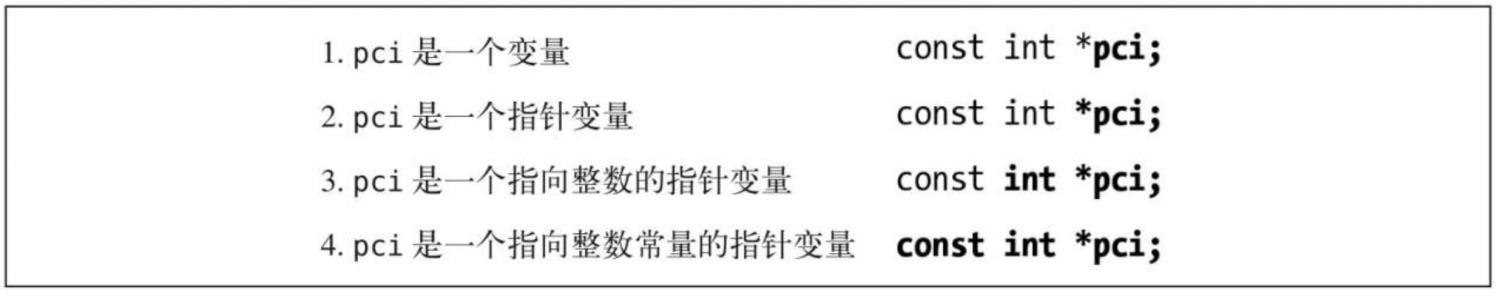 1. pci 是一个变量 const int *pci;
2. pci 是一个指针变量 const int *pci;
3. pci 是一个指向整数的指针变量 const int *pci;
4. pci 是一个指向整数常量的指针变量 const int *pci;